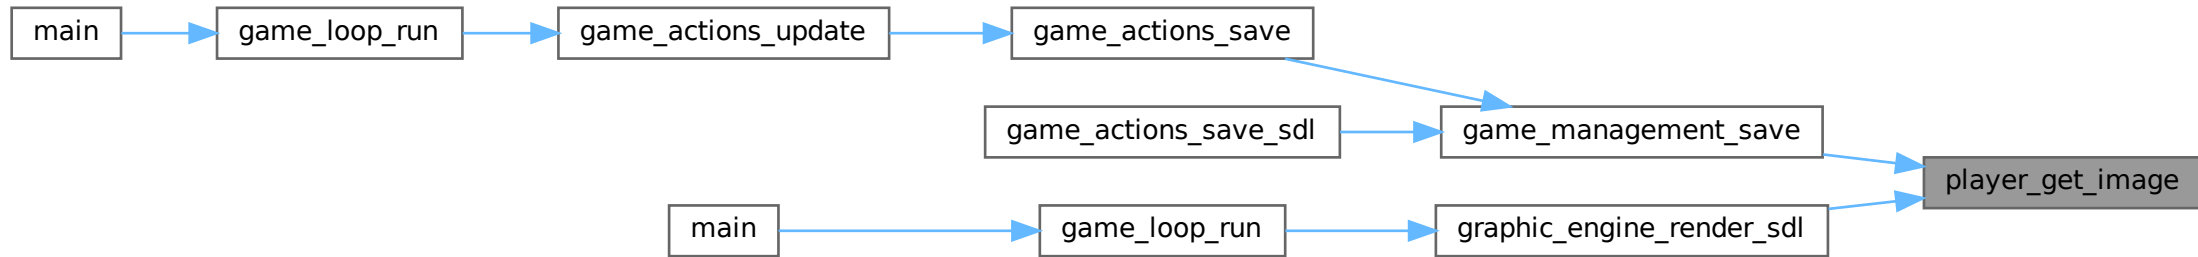 main
game_loop_run
game_actions_update
game_actions_save
game_actions_save_sdl
game_management_save
player_get_image
main
game_loop_run
graphic_engine_render_sdl